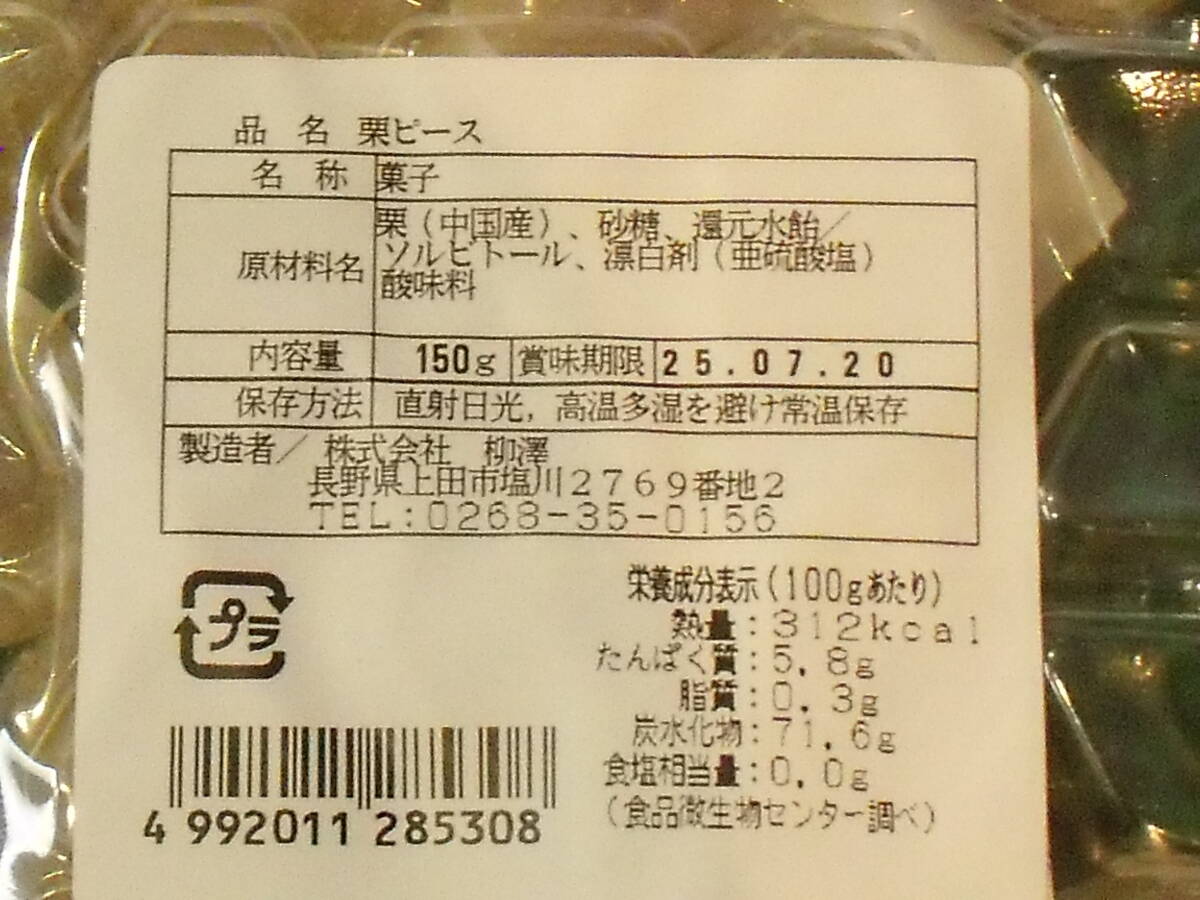 品 名 栗ピース
名 称 菓子
原材料名 栗（中国産）、砂糖、還元水飴／
ソルビトール、漂白剤（亜硫酸塩）
酸味料
内容量 150g 賞味期限 25.07.20
保存方法 直射日光，高温多湿を避け常温保存
製造者／ 株式会社 柳澤
長野県上田市塩川２７６９番地２
TEL:0268-35-0156
プラ
栄養成分表示（100gあたり）
熱量：312kcal
たんぱく質：5.8g
脂質：0.3g
炭水化物：71.6g
食塩相当量：0.0g
（食品微生物センター調べ）
4 992011 285308